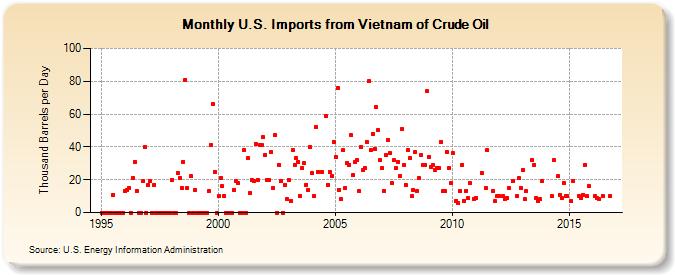 Monthly U.S. Imports from Vietnam of Crude Oil
Thousand Barrels per Day
100
80
60
40
20
0
1995 2000 2005 2010 2015
Source: U.S. Energy Information Administration